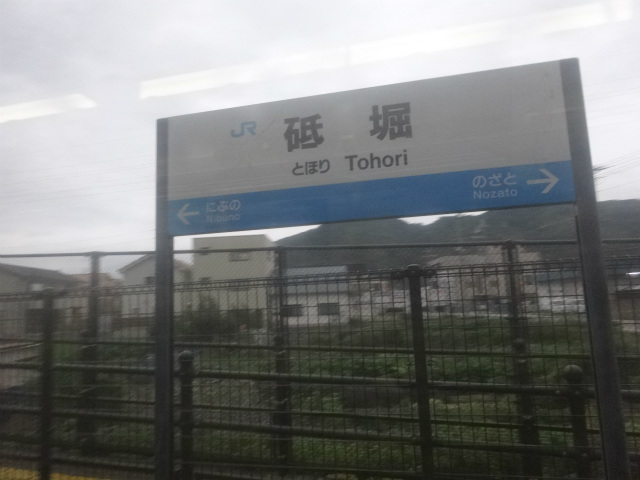 JR 砥堀
とほり Tohori
にぶの
Nibuno
のざと
Nozato